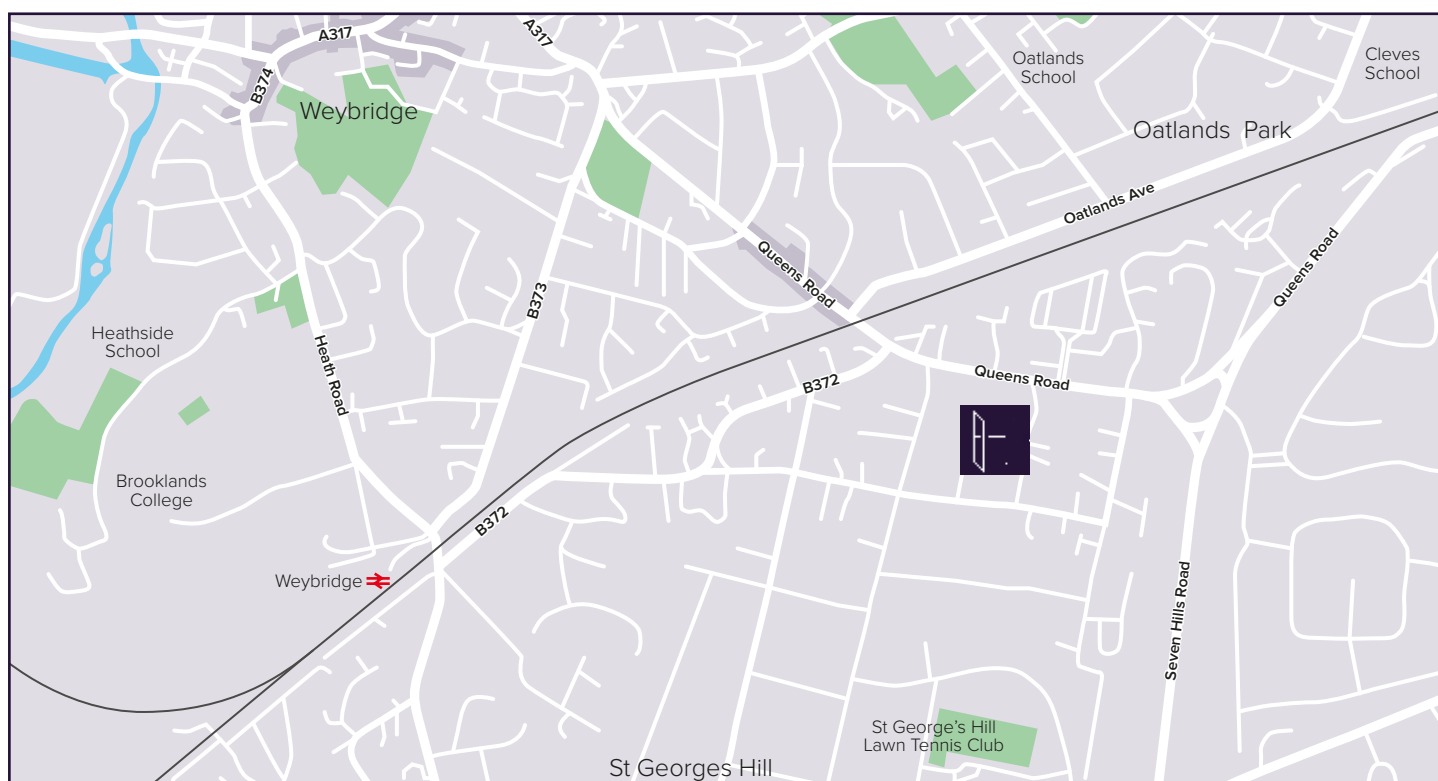 A317
A317
B374
Weybridge
Oatlands
School
Cleves
School
Oatlands Park
Oatlands Ave
Queens Road
Queens Road
B373
Heathside
School
Heath Road
B372
Queens Road
Brooklands
College
B372
Weybridge
Seven Hills Road
St George's Hill
Lawn Tennis Club
St Georges Hill